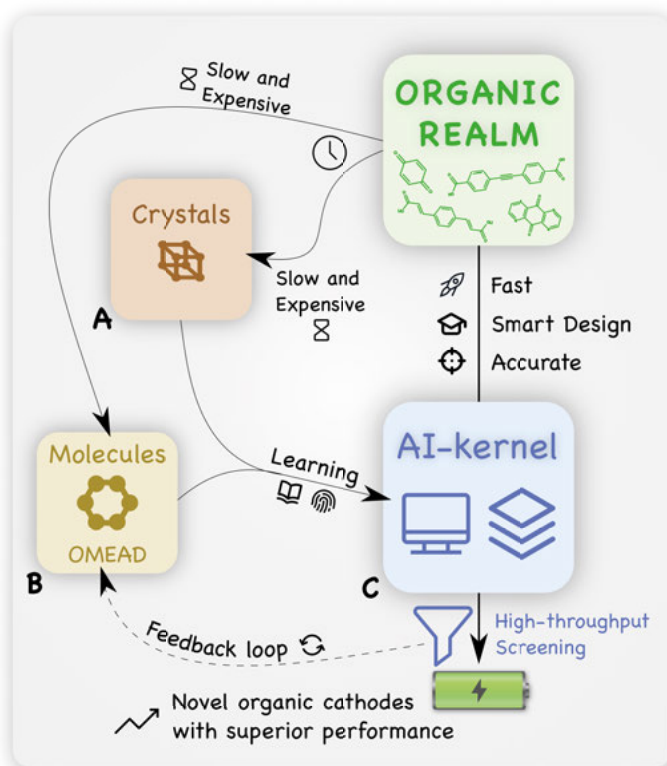 Slow and
Expensive
ORGANIC
REALM
Crystals
A
Slow and
Expensive
Fast
Smart Design
Accurate
Molecules
OMEAD
B
Learning
AI-kernel
C
Feedback loop
High-throughput
Screening
Novel organic cathodes
with superior performance